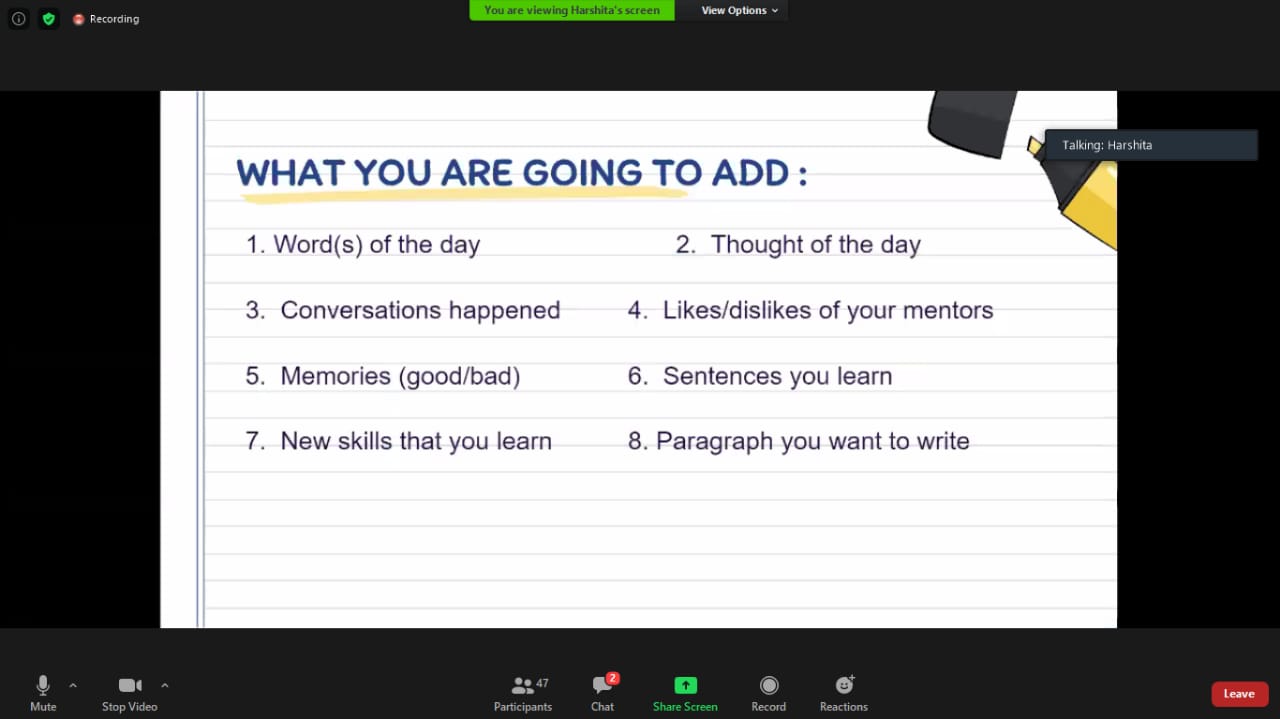 Recording
You are viewing Harshita's screen
View Options
Talking: Harshita
WHAT YOU ARE GOING TO ADD :
1. Word(s) of the day
2. Thought of the day
3. Conversations happened
4. Likes/dislikes of your mentors
5. Memories (good/bad)
6. Sentences you learn
7. New skills that you learn
8. Paragraph you want to write
Mute
Stop Video
47
Participants
2
Chat
Share Screen
Record
Reactions
Leave